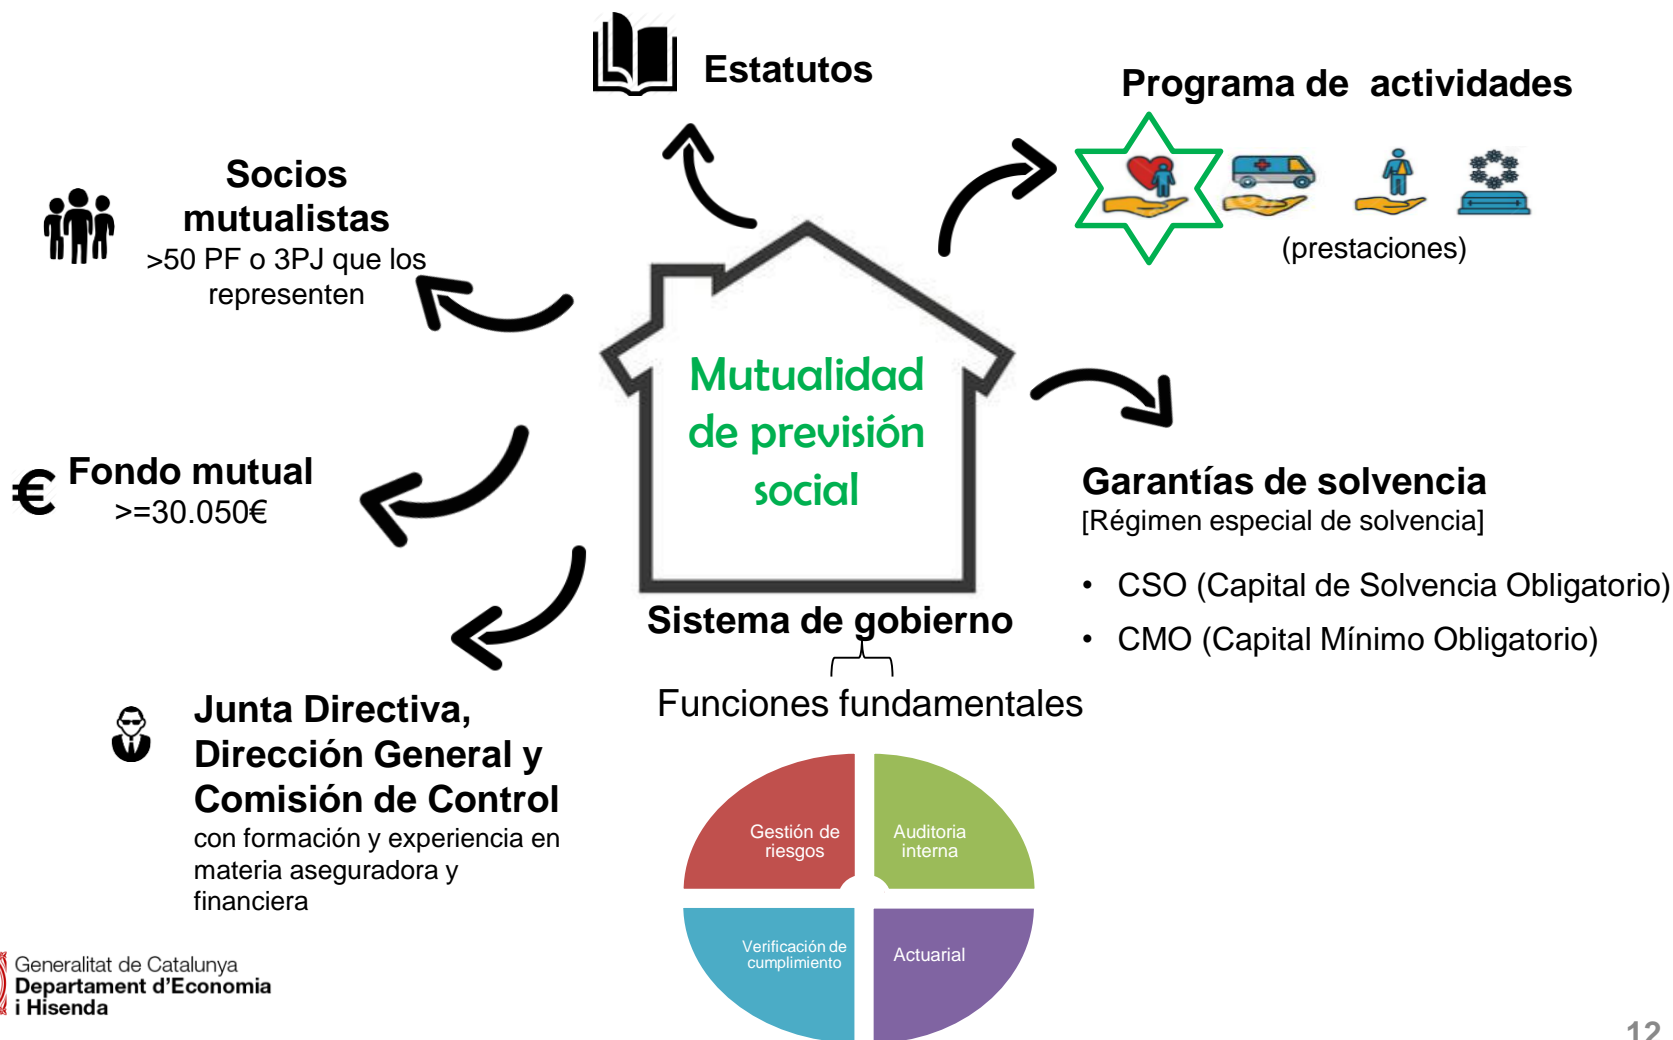 Estatutos
Programa de actividades
(prestaciones)
Socios
mutualistas
>50 PF o 3PJ que los
representen
Mutualidad
de previsión
social
€ Fondo mutual
>=30.050€
Garantías de solvencia
[Régimen especial de solvencia]
• CSO (Capital de Solvencia Obligatorio)
• CMO (Capital Mínimo Obligatorio)
Sistema de gobierno
Funciones fundamentales
Junta Directiva,
Dirección General y
Comisión de Control
con formación y experiencia en
materia aseguradora y
financiera
Gestión de
riesgos
Auditoria
interna
Verificación de
cumplimiento
Actuarial
Generalitat de Catalunya
Departament d'Economia
i Hisenda
12